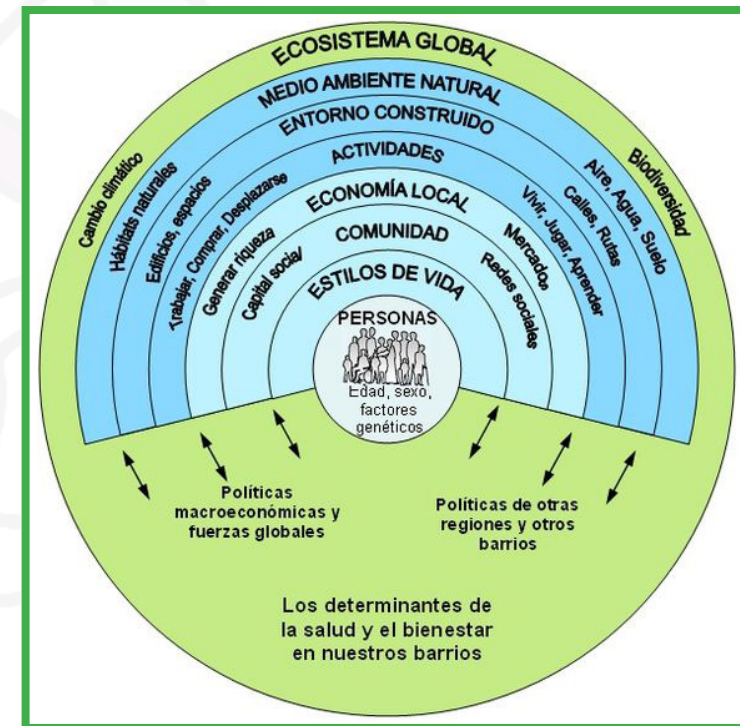 ECOSISTEMA GLOBAL
MEDIO AMBIENTE NATURAL
ENTORNO CONSTRUIDO
ACTIVIDADES
ECONOMÍA LOCAL
COMUNIDAD
ESTILOS DE VIDA
Cambio climático
Biodiversidad
Hábitats naturales
Aire, Agua, Suelo
Edificios, espacios
Calles, Rutas
Trabajar, Comprar, Desplazarse
Vivir, Jugar, Aprender
Generar riqueza
Mercados
Capital social
Redes sociales
PERSONAS
Edad, sexo,
factores
genéticos
Políticas
macroeconómicas y
fuerzas globales
Políticas de otras
regiones y otros
barrios
Los determinantes de
la salud y el bienestar
en nuestros barrios